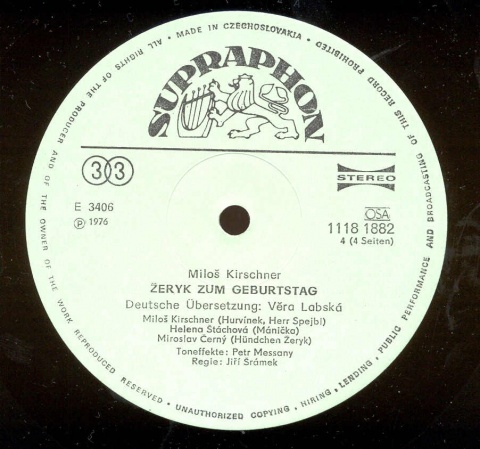 • MADE IN CZECHOSLOVAKIA • ALL RIGHTS OF THE PRODUCER AND OF THE OWNER OF THE WORK REPRODUCED RESERVED • UNAUTHORIZED COPYING • HIRING, LENDING, PUBLIC PERFORMANCE AND BROADCASTING OF THIS RECORD PROHIBITED
SUPRAPHON
33
STEREO
E 3406
Ⓟ 1976
OSA
1118 1882
4 (4 Seiten)
Miloš Kirschner
ŽERYK ZUM GEBURTSTAG
Deutsche Übersetzung: Věra Labská
Miloš Kirschner (Hurvínek, Herr Spejbl)
Helena Štáchová (Mánička)
Miroslav Černý (Hündchen Žeryk)
Toneffekte: Petr Messany
Regie: Jiří Šrámek